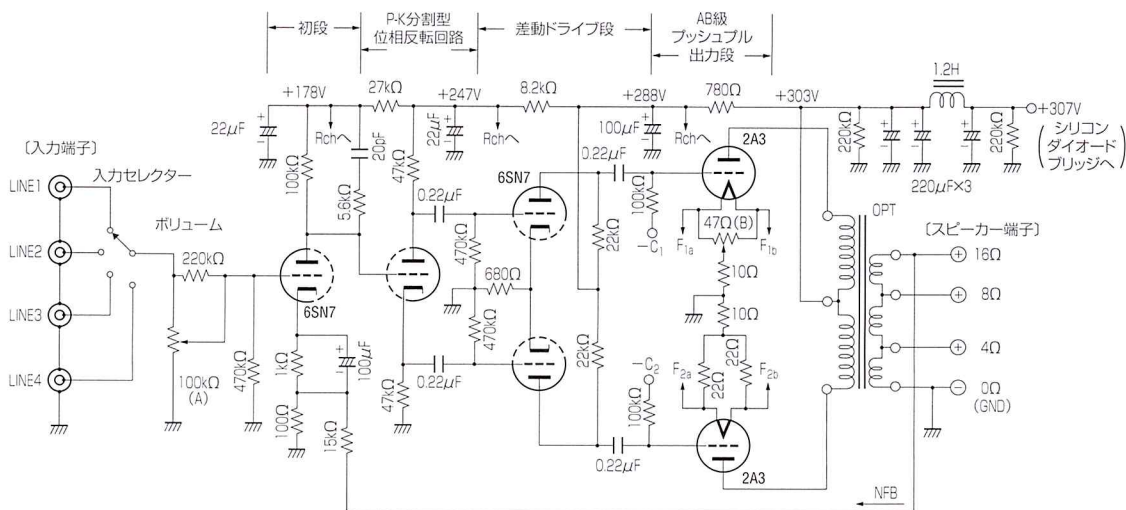 初段
P-K分割型
位相反転回路
差動ドライブ段
AB級
プッシュプル
出力段
+178V
27kΩ
+247V
8.2kΩ
+288V
780Ω
+303V
1.2H
+307V
(シリコン
ダイオード
ブリッジへ)
22μF
Rchへ
20pF
22μF
Rchへ
100μF
Rchへ
2A3
220kΩ
220kΩ
220μF×3
100kΩ
5.6kΩ
47kΩ
0.22μF
6SN7
0.22μF
100kΩ
-C1
47Ω(B)
F1a
F1b
OPT
〔入力端子〕
LINE1
LINE2
LINE3
LINE4
入力セレクター
ボリューム
220kΩ
100kΩ
(A)
470kΩ
6SN7
1kΩ
100μF
100Ω
15kΩ
47kΩ
0.22μF
470kΩ
680Ω
470kΩ
22kΩ
22kΩ
10Ω
10Ω
-C2
F2a
22Ω
22Ω
F2b
100kΩ
0.22μF
2A3
NFB
〔スピーカー端子〕
16Ω
8Ω
4Ω
0Ω
(GND)